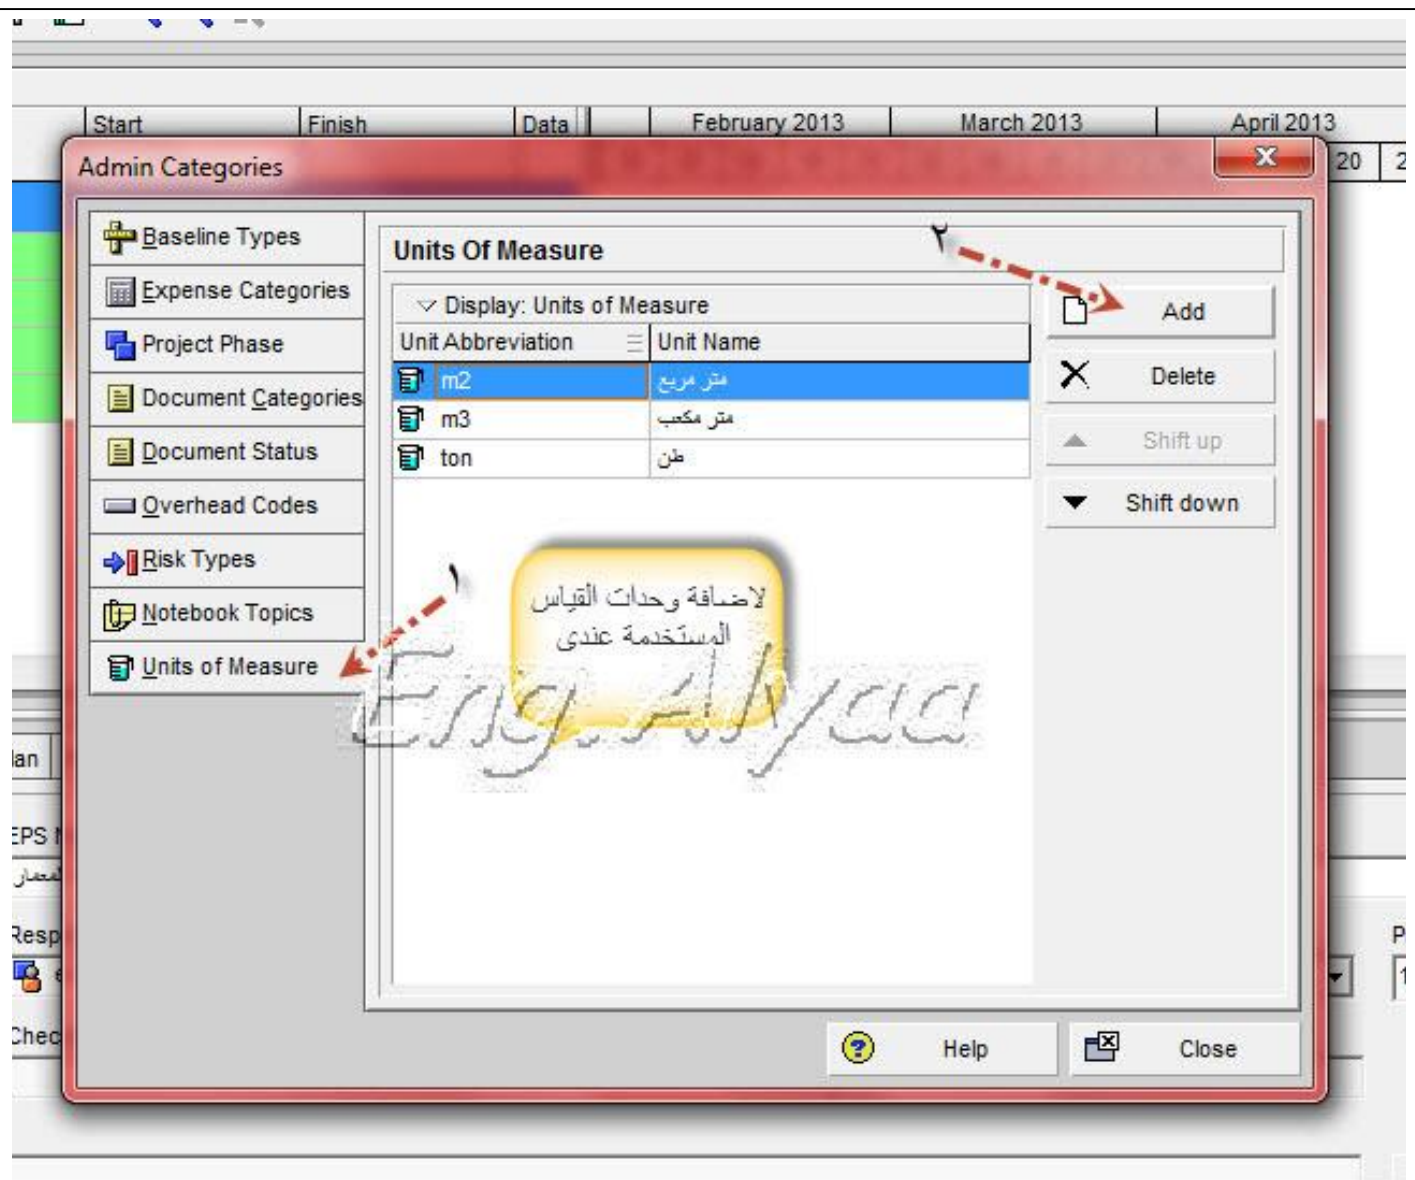 Start Finish Data February 2013 March 2013 April 2013
20 2
Admin Categories
Baseline Types
Expense Categories
Project Phase
Document Categories
Document Status
Overhead Codes
Risk Types
Notebook Topics
Units of Measure
Units Of Measure
Display: Units of Measure
Unit Abbreviation Unit Name
m2 متر مربع
m3 متر مكعب
ton طن
٢
Add
Delete
Shift up
Shift down
١
لاضافة وحدات القياس
المستخدمة عندى
Eng. Alyaa
Help Close
lan
EPS
لمعمار
Resp
Chec
P
1